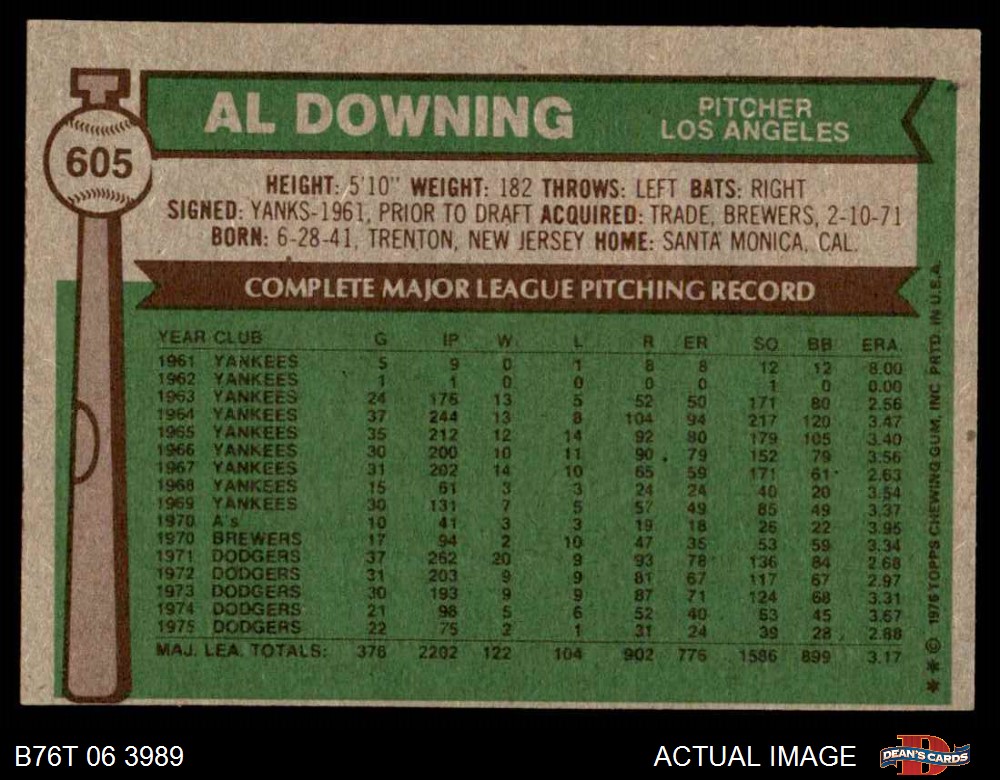 605
AL DOWNING
PITCHER
LOS ANGELES
HEIGHT: 5'10" WEIGHT: 182 THROWS: LEFT BATS: RIGHT
SIGNED: YANKS-1961, PRIOR TO DRAFT ACQUIRED: TRADE, BREWERS, 2-10-71
BORN: 6-28-41, TRENTON, NEW JERSEY HOME: SANTA MONICA, CAL.
COMPLETE MAJOR LEAGUE PITCHING RECORD
YEAR CLUB G IP W L R ER SO BB ERA
1961 YANKEES 5 9 0 1 8 8 12 12 8.00
1962 YANKEES 1 1 0 0 0 0 1 0 0.00
1963 YANKEES 24 176 13 5 52 50 171 80 2.56
1964 YANKEES 37 244 13 8 104 94 217 120 3.47
1965 YANKEES 35 212 12 14 92 80 179 105 3.40
1966 YANKEES 30 200 10 11 90 79 152 79 3.56
1967 YANKEES 31 202 14 10 65 59 171 61 2.63
1968 YANKEES 15 61 3 3 24 24 40 20 3.54
1969 YANKEES 30 131 7 5 57 49 85 49 3.37
1970 A's 10 41 3 3 19 18 26 22 3.95
1970 BREWERS 17 94 2 10 47 35 53 59 3.34
1971 DODGERS 37 262 20 9 93 78 136 84 2.68
1972 DODGERS 31 203 9 9 81 67 117 67 2.97
1973 DODGERS 30 193 9 9 87 71 124 68 3.31
1974 DODGERS 21 98 5 6 52 40 63 45 3.67
1975 DODGERS 22 75 2 1 31 24 39 28 2.88
MAJ. LEA. TOTALS: 376 2202 122 104 902 776 1586 899 3.17
** © 1976 TOPPS CHEWING GUM, INC PRTD. IN U.S.A.
B76T 06 3989
ACTUAL IMAGE
DEAN'S CARDS